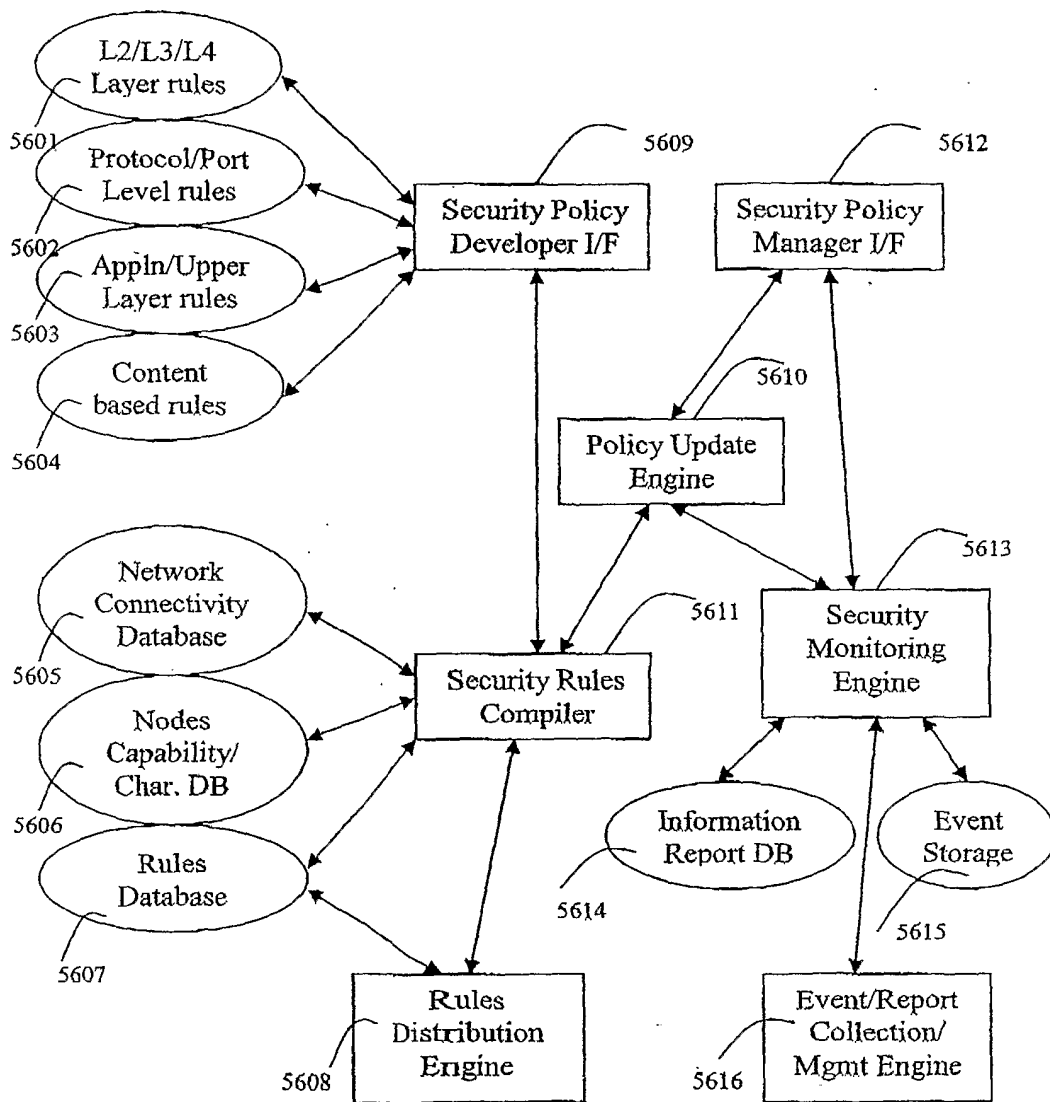 L2/L3/L4
Layer rules
5601
Protocol/Port
Level rules
5602
Appln/Upper
Layer rules
5603
Content
based rules
5604
5609
Security Policy
Developer I/F
5612
Security Policy
Manager I/F
5610
Policy Update
Engine
5613
Security
Monitoring
Engine
Network
Connectivity
Database
5605
5611
Security Rules
Compiler
Nodes
Capability/
Char. DB
5606
Rules
Database
5607
Information
Report DB
5614
Event
Storage
5615
Rules
Distribution
Engine
5608
Event/Report
Collection/
Mgmt Engine
5616